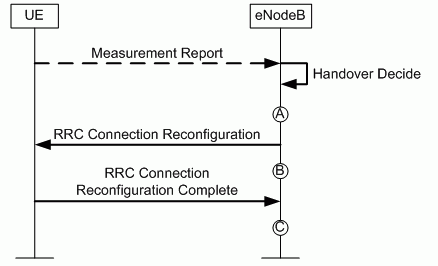 UE
eNodeB
Measurement Report
Handover Decide
A
RRC Connection Reconfiguration
B
RRC Connection
Reconfiguration Complete
C